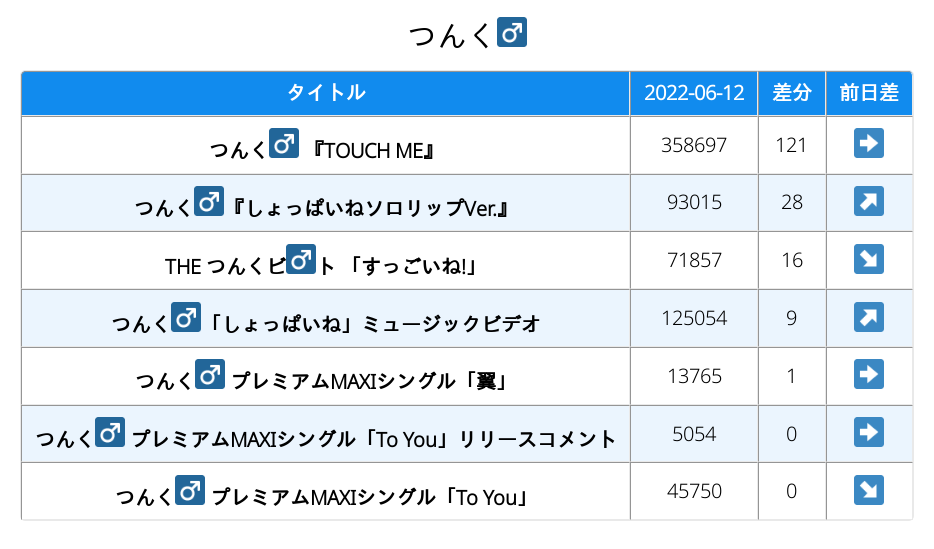 つんく♂
タイトル 2022-06-12 差分 前日差
つんく♂ 『TOUCH ME』 358697 121 ➡
つんく♂『しょっぱいねソロリップVer.』 93015 28 ↗
THE つんくビ♂ト 「すっごいね!」 71857 16 ↘
つんく♂「しょっぱいね」ミュージックビデオ 125054 9 ↗
つんく♂ プレミアムMAXIシングル「翼」 13765 1 ➡
つんく♂ プレミアムMAXIシングル「To You」リリースコメント 5054 0 ➡
つんく♂ プレミアムMAXIシングル「To You」 45750 0 ↘